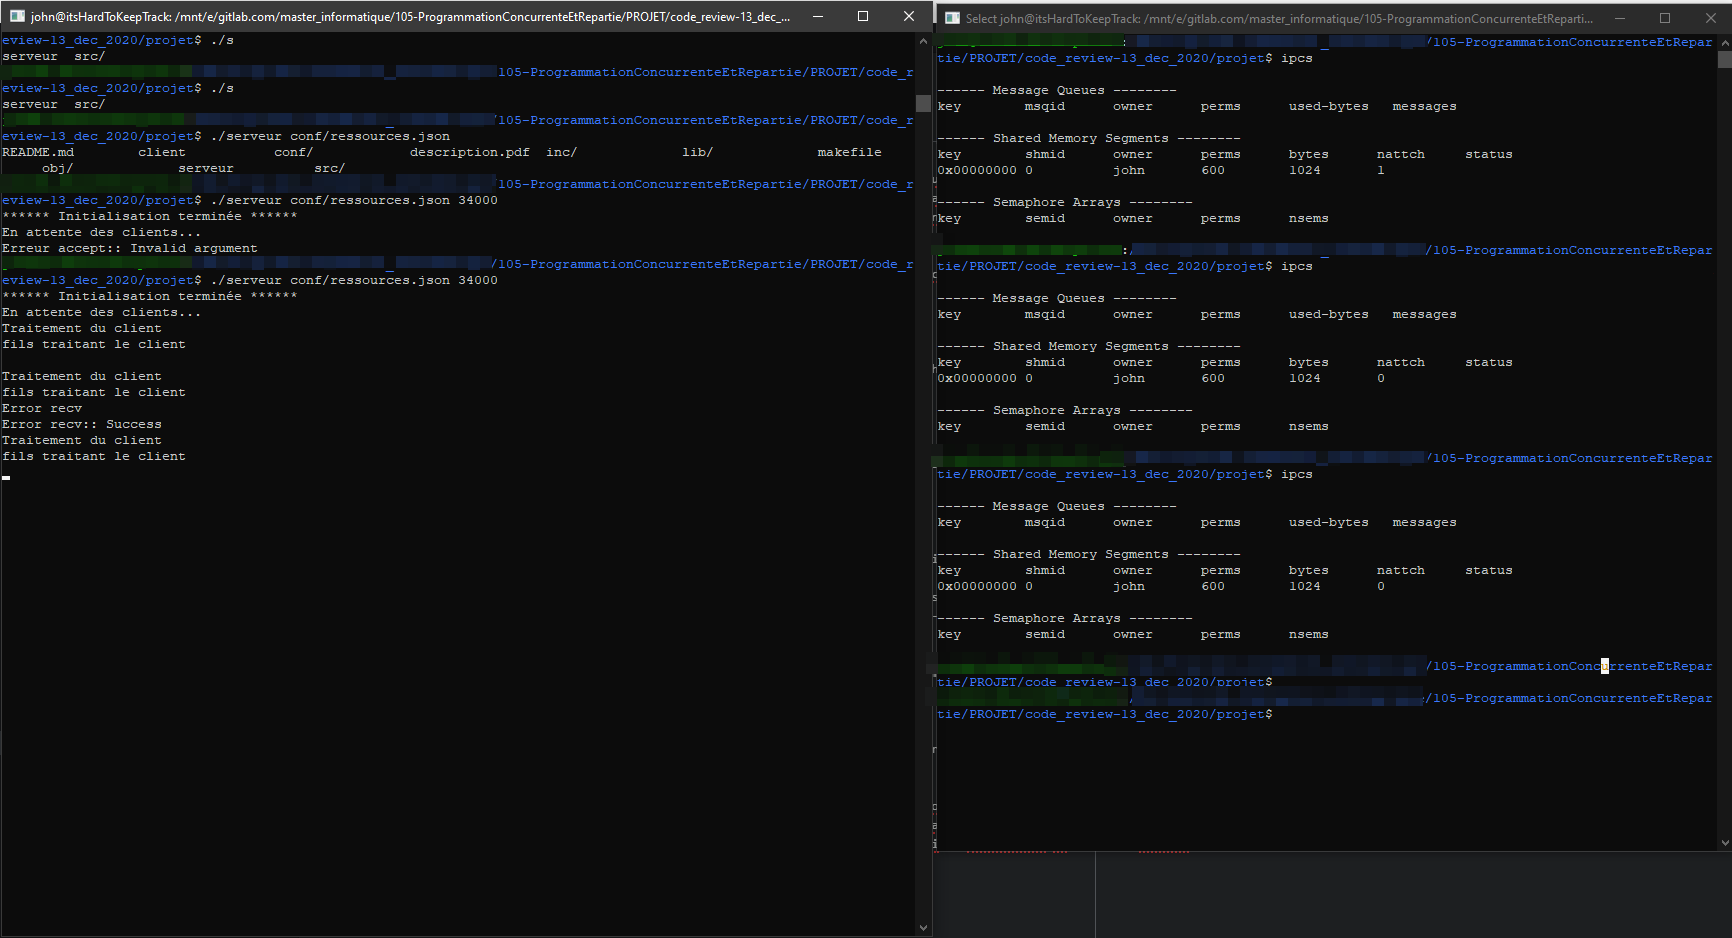 john@itsHardToKeepTrack: /mnt/e/gitlab.com/master_informatique/105-ProgrammationConcurrenteEtRepartie/PROJET/code_review-13_dec_...
eview-13_dec_2020/projet$ ./s
serveur  src/
105-ProgrammationConcurrenteEtRepartie/PROJET/code_r
eview-13_dec_2020/projet$ ./s
serveur  src/
/105-ProgrammationConcurrenteEtRepartie/PROJET/code_r
eview-13_dec_2020/projet$ ./serveur conf/ressources.json
README.md        client           conf/            description.pdf  inc/             lib/             makefile
     obj/             serveur          src/
/105-ProgrammationConcurrenteEtRepartie/PROJET/code_r
eview-13_dec_2020/projet$ ./serveur conf/ressources.json 34000
****** Initialisation terminée ******
En attente des clients...
Erreur accept:: Invalid argument
/105-ProgrammationConcurrenteEtRepartie/PROJET/code_r
eview-13_dec_2020/projet$ ./serveur conf/ressources.json 34000
****** Initialisation terminée ******
En attente des clients...
Traitement du client
fils traitant le client
Traitement du client
fils traitant le client
Error recv
Error recv:: Success
Traitement du client
fils traitant le client
Select john@itsHardToKeepTrack: /mnt/e/gitlab.com/master_informatique/105-ProgrammationConcurrenteEtReparti...
: /105-ProgrammationConcurrenteEtRepar
tie/PROJET/code_review-13_dec_2020/projet$ ipcs
------ Message Queues --------
key        msqid      owner      perms      used-bytes   messages
------ Shared Memory Segments --------
key        shmid      owner      perms      bytes      nattch     status
0x00000000 0          john       600        1024       1
------ Semaphore Arrays --------
key        semid      owner      perms      nsems
: /105-ProgrammationConcurrenteEtRepar
tie/PROJET/code_review-13_dec_2020/projet$ ipcs
------ Message Queues --------
key        msqid      owner      perms      used-bytes   messages
------ Shared Memory Segments --------
key        shmid      owner      perms      bytes      nattch     status
0x00000000 0          john       600        1024       0
------ Semaphore Arrays --------
key        semid      owner      perms      nsems
/105-ProgrammationConcurrenteEtRepar
tie/PROJET/code_review-13_dec_2020/projet$ ipcs
------ Message Queues --------
key        msqid      owner      perms      used-bytes   messages
------ Shared Memory Segments --------
key        shmid      owner      perms      bytes      nattch     status
0x00000000 0          john       600        1024       0
------ Semaphore Arrays --------
key        semid      owner      perms      nsems
/105-ProgrammationConcurrenteEtRepar
tie/PROJET/code_review-13_dec_2020/projet$
/105-ProgrammationConcurrenteEtRepar
tie/PROJET/code_review-13_dec_2020/projet$